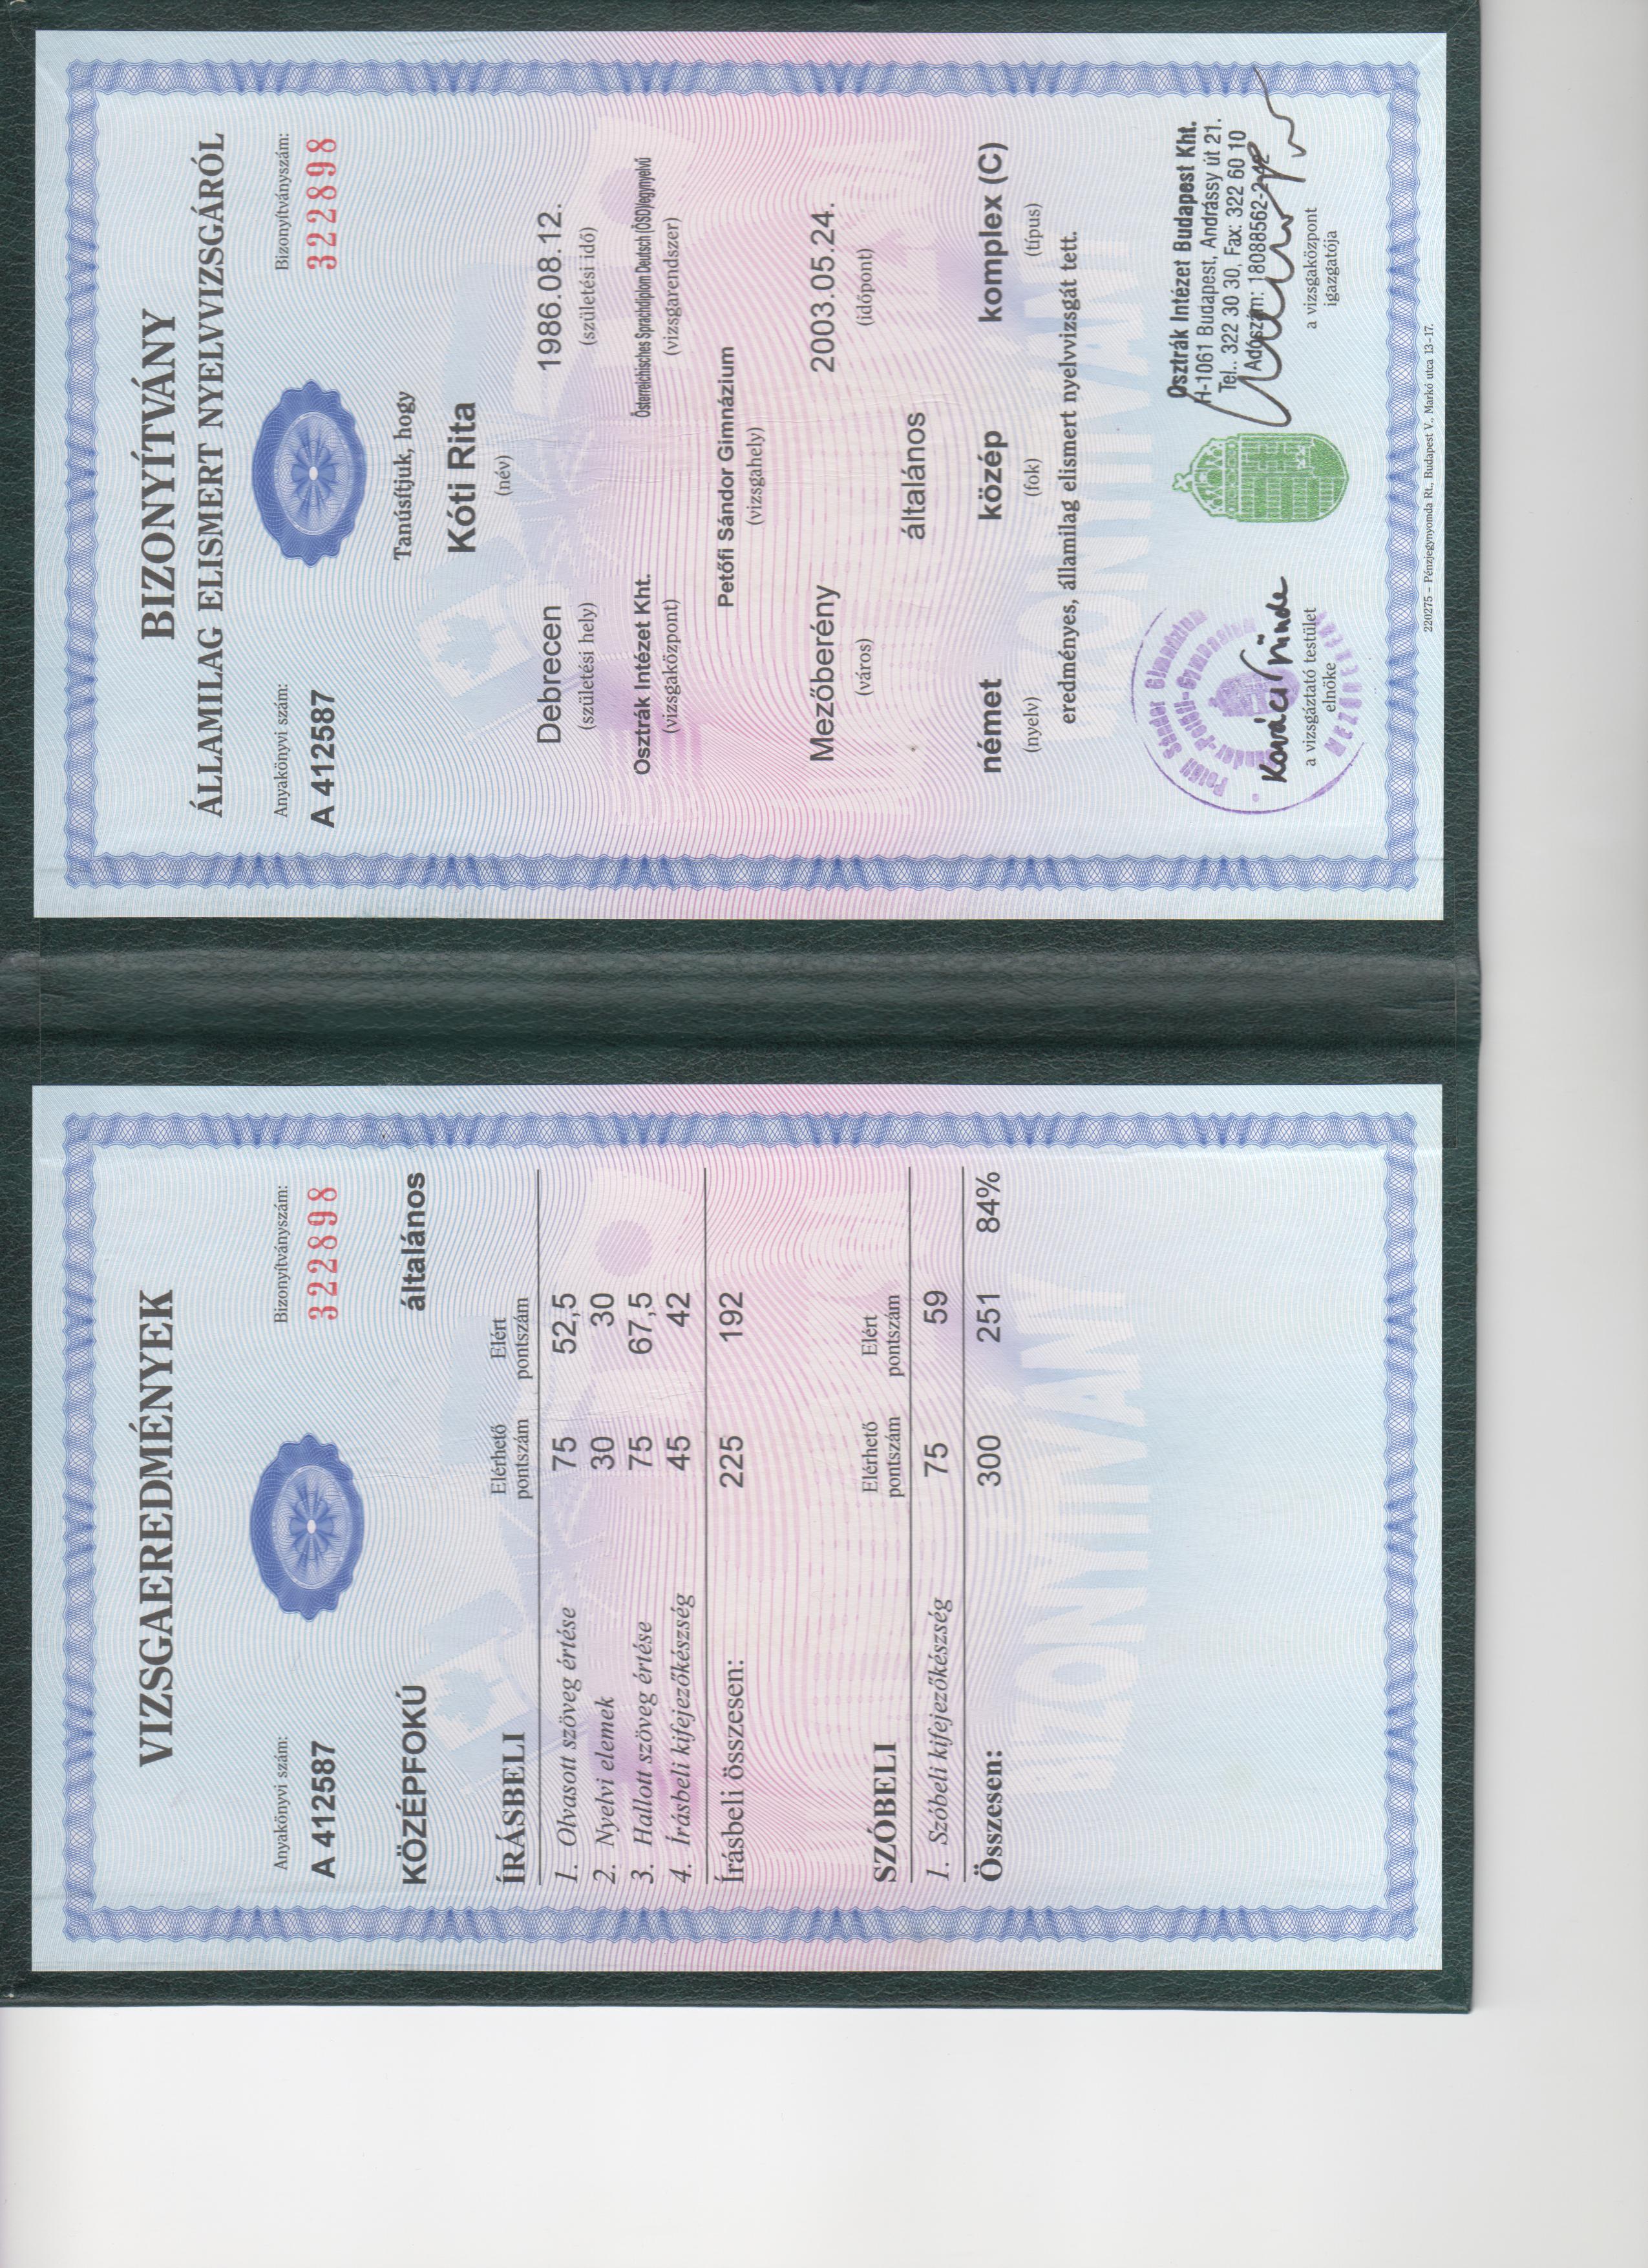 VIZSGAEREDMÉNYEK
Anyakönyvi szám: Bizonyítványszám:
A 412587 322898
KÖZÉPFOKÚ általános
ÍRÁSBELI Elérhető pontszám Elért pontszám
1. Olvasott szöveg értése 75 52,5
2. Nyelvi elemek 30 30
3. Hallott szöveg értése 75 67,5
4. Írásbeli kifejezőkészség 45 42
Írásbeli összesen: 225 192
SZÓBELI Elérhető pontszám Elért pontszám
1. Szóbeli kifejezőkészség 75 59
Összesen: 300 251 84%
BIZONYÍTVÁNY
ÁLLAMILAG ELISMERT NYELVVIZSGÁRÓL
Anyakönyvi szám: Bizonyítványszám:
A 412587 322898
Tanúsítjuk, hogy
Kóti Rita
(név)
Debrecen 1986.08.12.
(születési hely) (születési idő)
Osztrák Intézet Kht. Österreichisches Sprachdiplom Deutsch (ÖSD)/egynyelvű
(vizsgaközpont) (vizsgarendszer)
Petőfi Sándor Gimnázium
(vizsgahely)
Mezőberény 2003.05.24.
(város) (időpont)
általános
német közép komplex (C)
(nyelv) (fok) (típus)
eredményes, államilag elismert nyelvvizsgát tett.
Petőfi Sándor Gimnázium
Osztrák Intézet Budapest Kht.
H-1061 Budapest, Andrássy út 21.
Tel.: 322 30 30, Fax: 322 60 10
Adószám: 18088562-2-42
a vizsgáztató testület
elnöke
a vizsgaközpont
igazgatója
220275 – Pénzjegynyomda Rt., Budapest V., Markó utca 13-17.
BIZONYÍTVÁNY
BIZONYÍTVÁNY